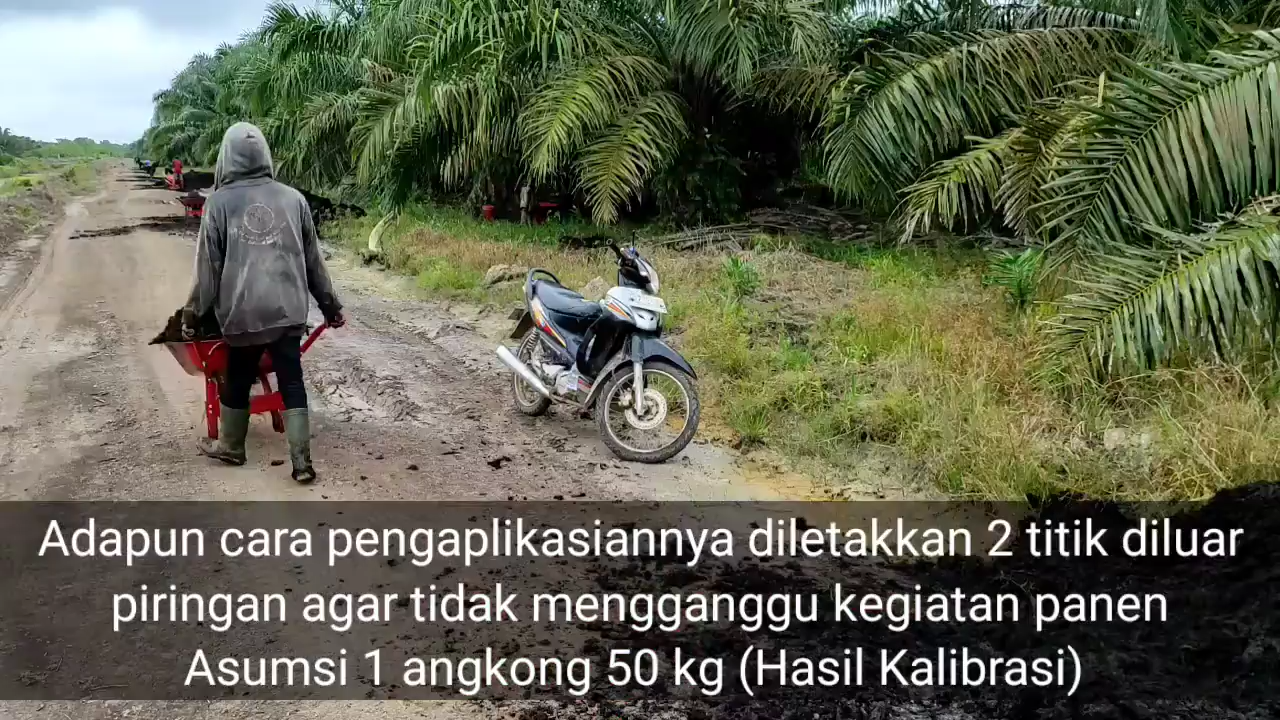 Adapun cara pengaplikasiannya diletakkan 2 titik diluar
piringan agar tidak mengganggu kegiatan panen
Asumsi 1 angkong 50 kg (Hasil Kalibrasi)